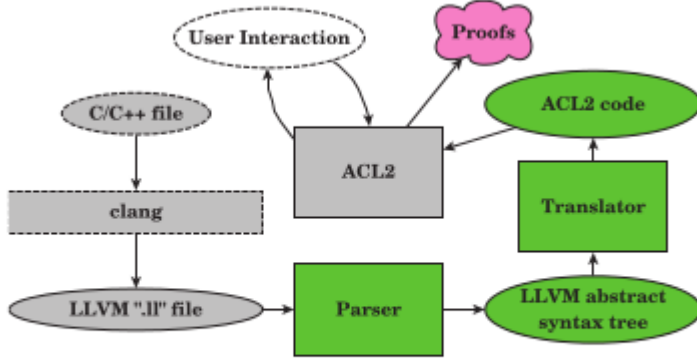 User Interaction
Proofs
C/C++ file
ACL2 code
ACL2
clang
Translator
LLVM ".ll" file
Parser
LLVM abstract
syntax tree